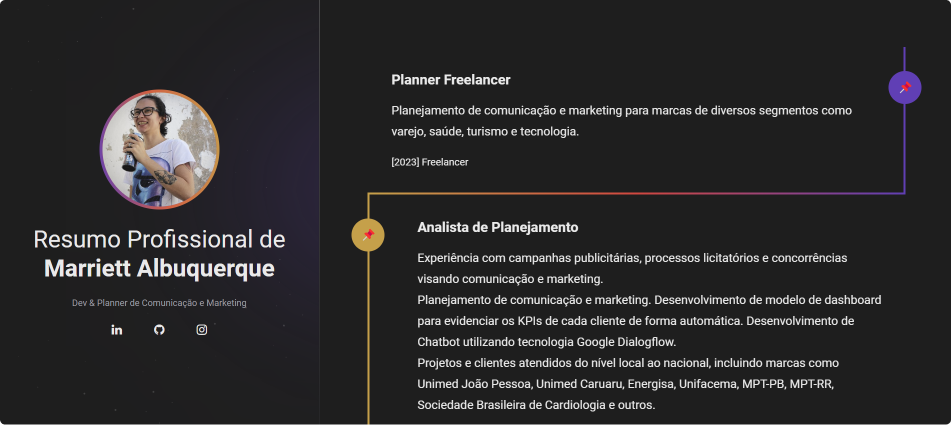 Resumo Profissional de
Marriett Albuquerque
Dev & Planner de Comunicação e Marketing
Planner Freelancer
Planejamento de comunicação e marketing para marcas de diversos segmentos como
varejo, saúde, turismo e tecnologia.
[2023] Freelancer
Analista de Planejamento
Experiência com campanhas publicitárias, processos licitatórios e concorrências
visando comunicação e marketing.
Planejamento de comunicação e marketing. Desenvolvimento de modelo de dashboard
para evidenciar os KPIs de cada cliente de forma automática. Desenvolvimento de
Chatbot utilizando tecnologia Google Dialogflow.
Projetos e clientes atendidos do nível local ao nacional, incluindo marcas como
Unimed João Pessoa, Unimed Caruaru, Energisa, Unifacema, MPT-PB, MPT-RR,
Sociedade Brasileira de Cardiologia e outros.